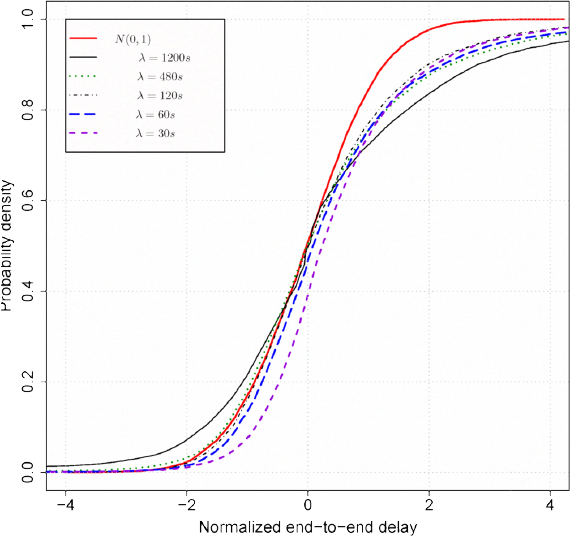 N(0, 1)
λ = 1200s
λ = 480s
λ = 120s
λ = 60s
λ = 30s
Probability density
0.0
0.2
0.4
0.6
0.8
1.0
−4
−2
0
2
4
Normalized end−to−end delay